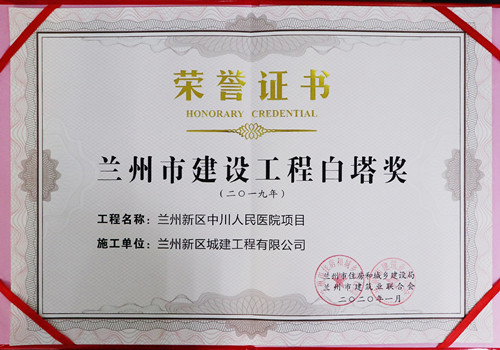 荣誉证书
HONORARY CREDENTIAL
兰州市建设工程白塔奖
(二〇一九年)
工程名称：兰州新区中川人民医院项目
施工单位：兰州新区城建工程有限公司
兰州市住房和城乡建设局
兰州市建筑业联合会
二〇二〇年一月